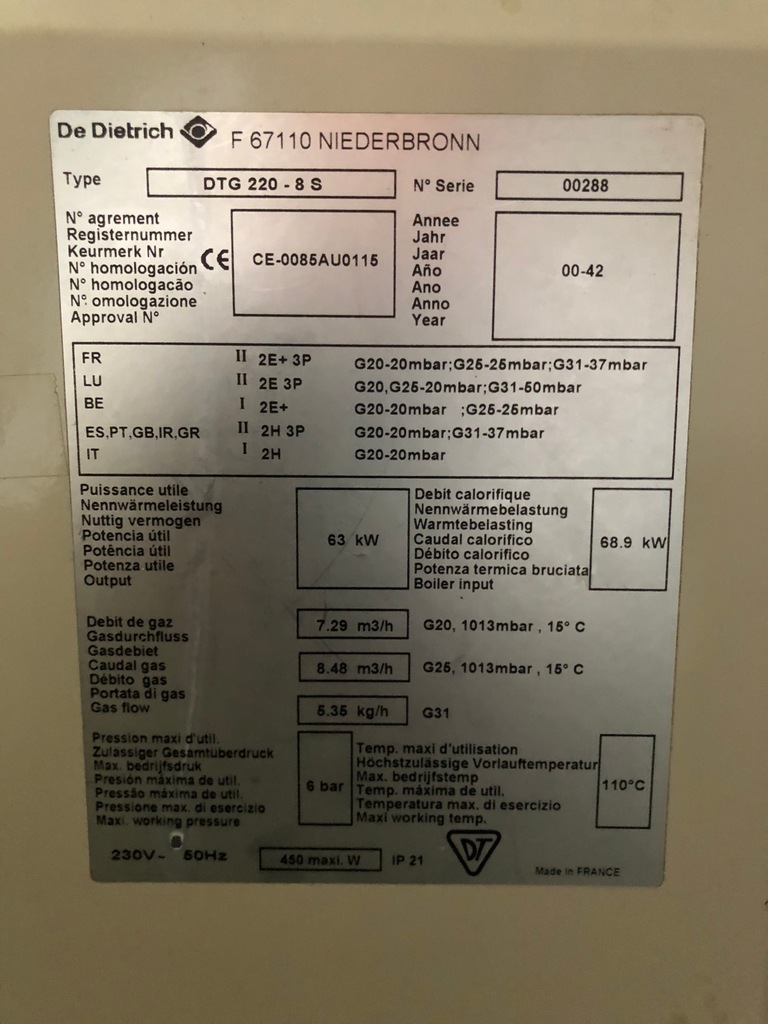 De Dietrich F 67110 NIEDERBRONN
Type DTG 220 - 8 S N° Serie 00288
N° agrement
Registernummer
Keurmerk Nr
N° homologación
N° homologacão
N° omologazione
Approval N°
CE CE-0085AU0115
Annee
Jahr
Jaar
Año
Ano
Anno
Year
00-42
FR II 2E+ 3P G20-20mbar;G25-25mbar;G31-37mbar
LU II 2E 3P G20,G25-20mbar;G31-50mbar
BE I 2E+ G20-20mbar ;G25-25mbar
ES,PT,GB,IR,GR II 2H 3P G20-20mbar;G31-37mbar
IT I 2H G20-20mbar
Puissance utile
Nennwärmeleistung
Nuttig vermogen
Potencia útil
Potência útil
Potenza utile
Output
63 kW
Debit calorifique
Nennwärmebelastung
Warmtebelasting
Caudal calorifico
Débito calorifico
Potenza termica bruciata
Boiler input
68.9 kW
Debit de gaz
Gasdurchfluss
Gasdebiet
Caudal gas
Débito gas
Portata di gas
Gas flow
7.29 m3/h G20, 1013mbar , 15° C
8.48 m3/h G25, 1013mbar , 15° C
5.35 kg/h G31
Pression maxi d'util.
Zulassiger Gesamtuberdruck
Max. bedrijfsdruk
Presión máxima de util.
Pressão máxima de util.
Pressione max. di esercizio
Maxi. working pressure
6 bar
Temp. maxi d'utilisation
Höchstzulässige Vorlauftemperatur
Max. bedrijfstemp
Temp. máxima de util.
Temperatura max. di esercizio
Maxi working temp.
110°C
230V~ 50Hz 450 maxi. W IP 21 DT
Made in FRANCE